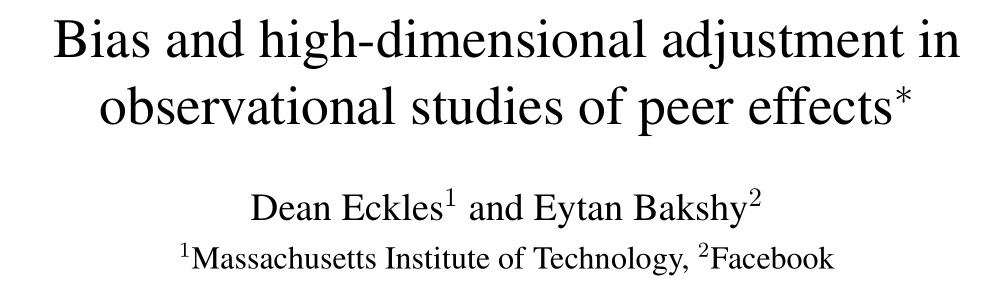 Bias and high-dimensional adjustment in
observational studies of peer effects*
Dean Eckles¹ and Eytan Bakshy²
¹Massachusetts Institute of Technology, ²Facebook